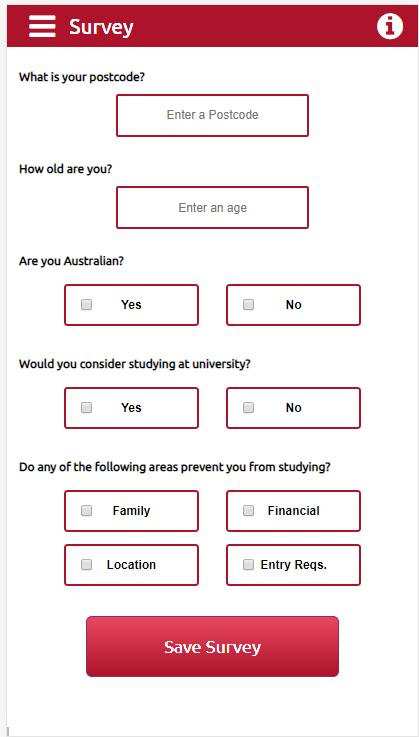 Survey
What is your postcode?
Enter a Postcode
How old are you?
Enter an age
Are you Australian?
Yes No
Would you consider studying at university?
Yes No
Do any of the following areas prevent you from studying?
Family Financial
Location Entry Reqs.
Save Survey